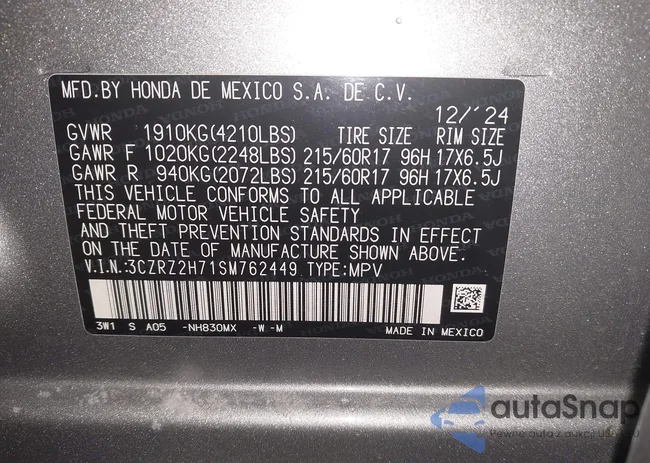 MFD.BY HONDA DE MEXICO S.A. DE C.V.
12/'24
GVWR 1910KG(4210LBS) TIRE SIZE RIM SIZE
GAWR F 1020KG(2248LBS) 215/60R17 96H 17X6.5J
GAWR R 940KG(2072LBS) 215/60R17 96H 17X6.5J
THIS VEHICLE CONFORMS TO ALL APPLICABLE
FEDERAL MOTOR VEHICLE SAFETY
AND THEFT PREVENTION STANDARDS IN EFFECT
ON THE DATE OF MANUFACTURE SHOWN ABOVE.
V.I.N.:3CZRZ2H71SM762449 TYPE:MPV
3W1 S A05 -NH830MX -W -M MADE IN MEXICO
autaSnap
Pewne auta z aukcji